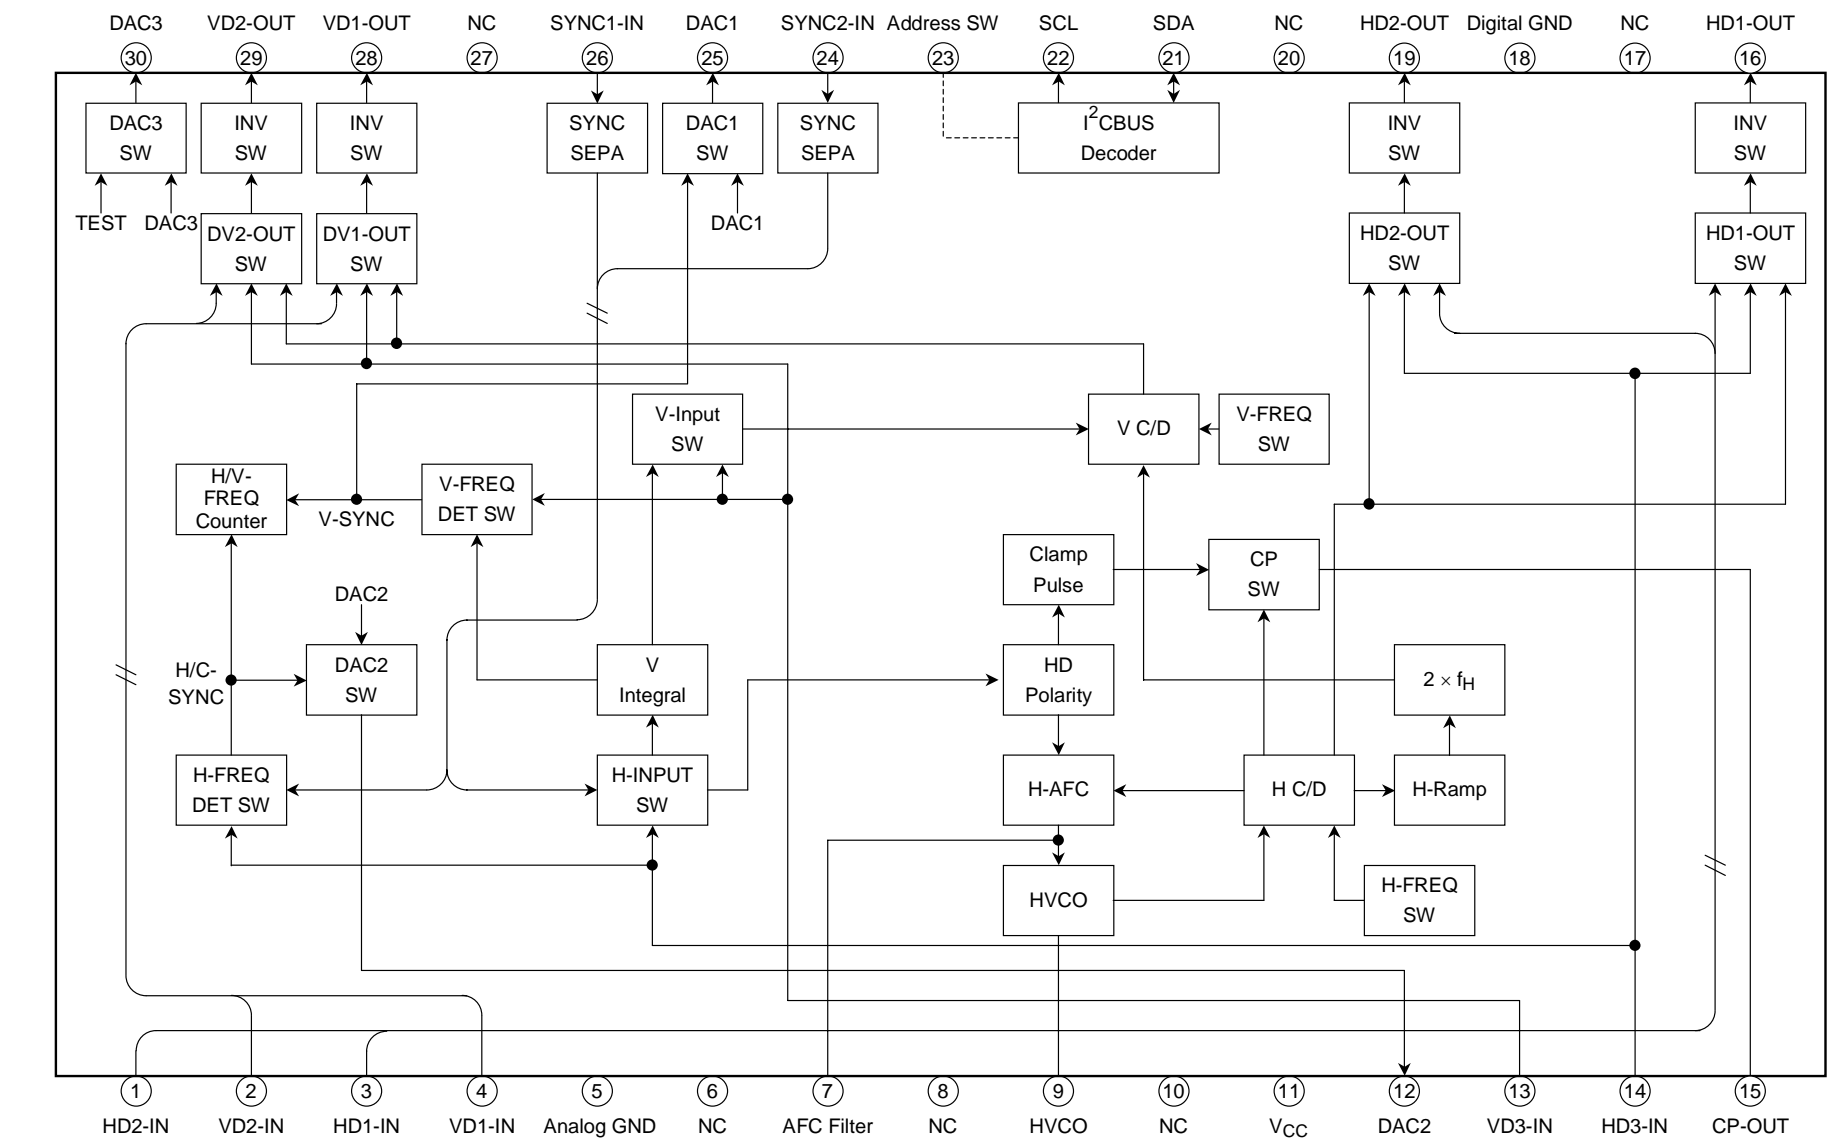 DAC3 VD2-OUT VD1-OUT NC SYNC1-IN DAC1 SYNC2-IN Address SW SCL SDA NC HD2-OUT Digital GND NC HD1-OUT
30 29 28 27 26 25 24 23 22 21 20 19 18 17 16
DAC3
SW
INV
SW
INV
SW
SYNC
SEPA
DAC1
SW
SYNC
SEPA
I²CBUS
Decoder
INV
SW
INV
SW
TEST
DAC3
DV2-OUT
SW
DV1-OUT
SW
DAC1
HD2-OUT
SW
HD1-OUT
SW
V-Input
SW
V C/D
V-FREQ
SW
H/V-
FREQ
Counter
V-SYNC
V-FREQ
DET SW
Clamp
Pulse
CP
SW
DAC2
H/C-
SYNC
DAC2
SW
V
Integral
HD
Polarity
2 × fH
H-FREQ
DET SW
H-INPUT
SW
H-AFC
H C/D
H-Ramp
HVCO
H-FREQ
SW
1 2 3 4 5 6 7 8 9 10 11 12 13 14 15
HD2-IN VD2-IN HD1-IN VD1-IN Analog GND NC AFC Filter NC HVCO NC VCC DAC2 VD3-IN HD3-IN CP-OUT